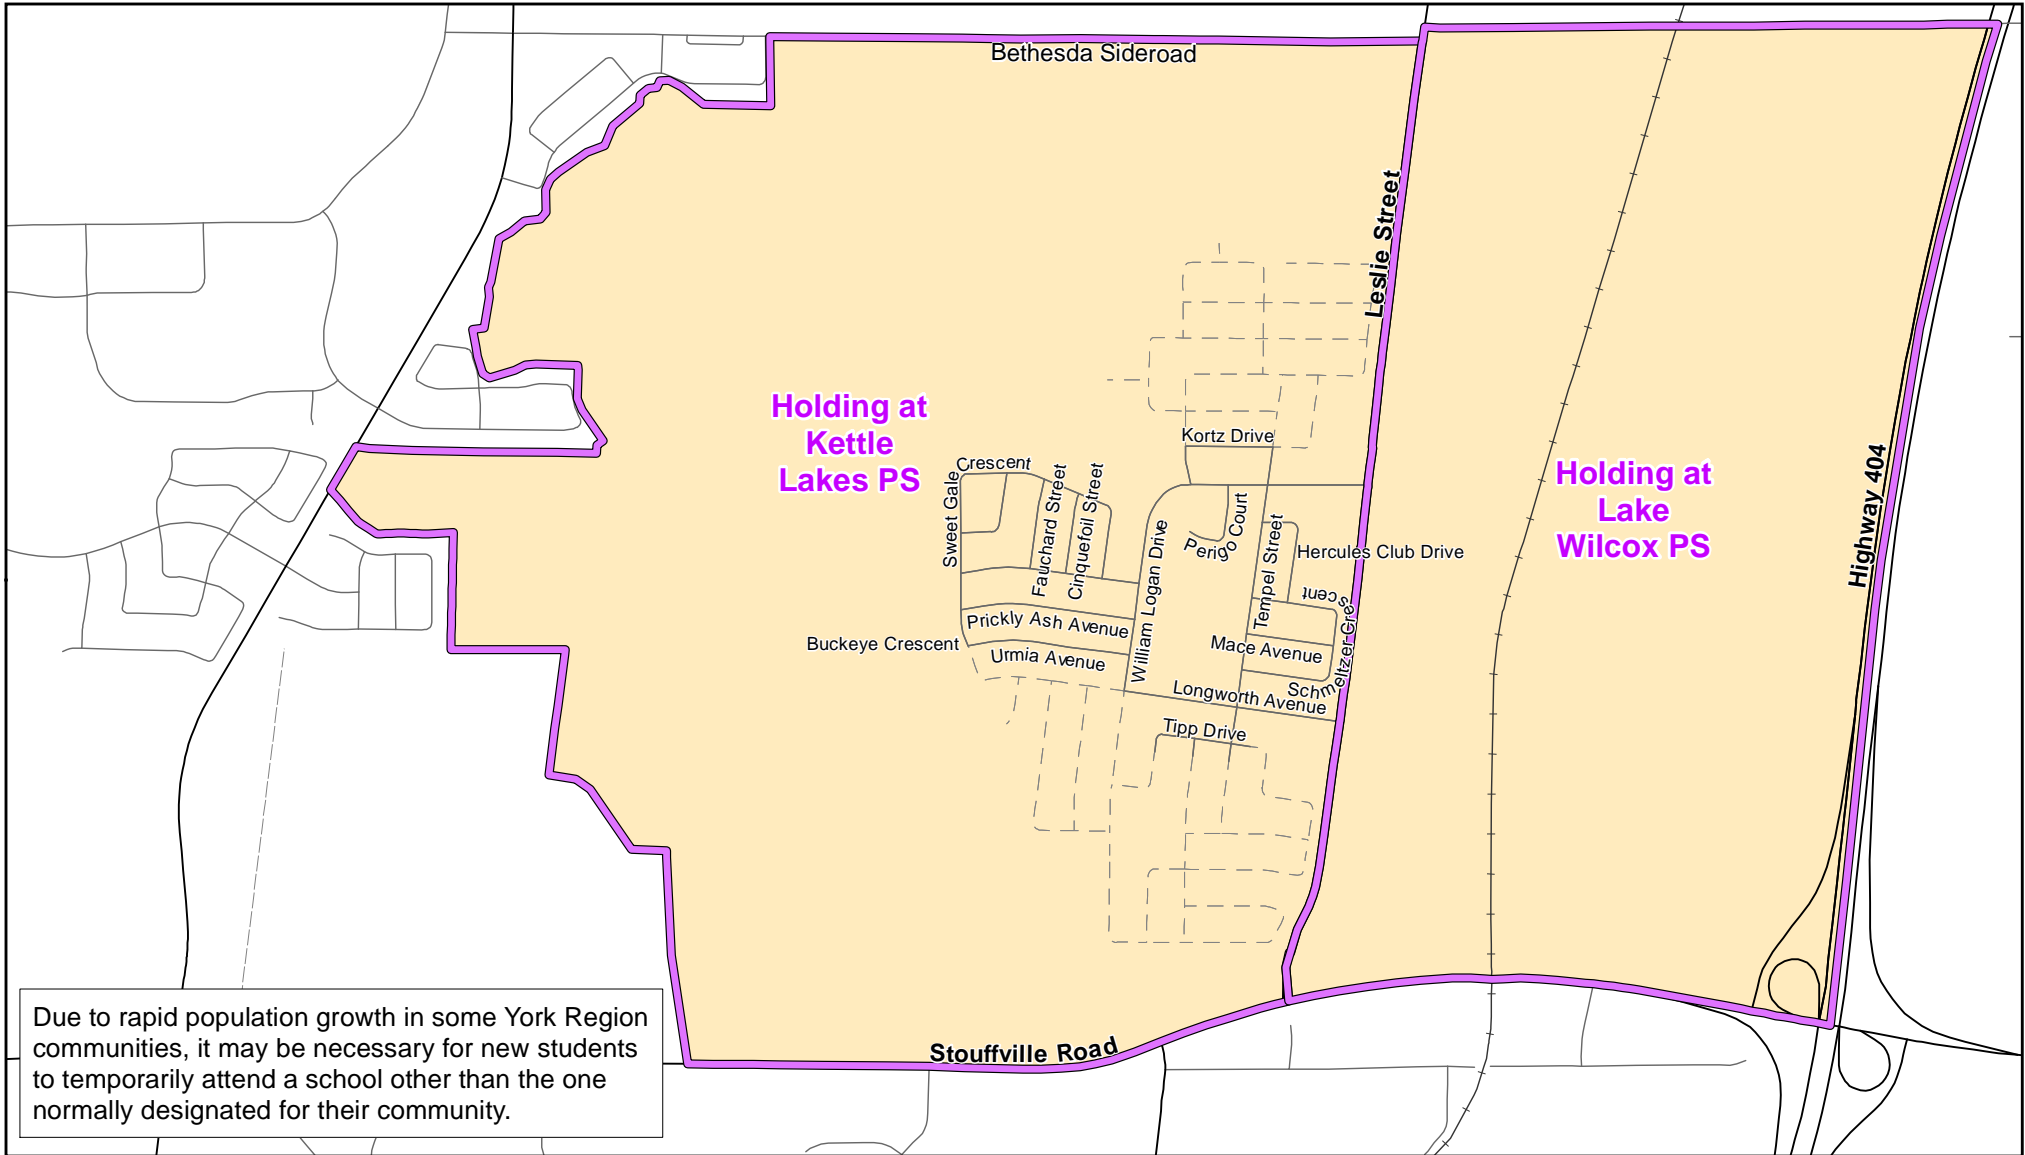 Bethesda Sideroad
Leslie Street
Holding at
Kettle
Lakes PS
Holding at
Lake
Wilcox PS
Highway 404
Kortz Drive
Sweet Gale Crescent
Fauchard Street
Cinquefoil Street
William Logan Drive
Perigo Court
Tempel Street
Hercules Club Drive
Schmeltzer Crescent
Prickly Ash Avenue
Buckeye Crescent
Urmia Avenue
Mace Avenue
Longworth Avenue
Tipp Drive
Stouffville Road
Due to rapid population growth in some York Region
communities, it may be necessary for new students
to temporarily attend a school other than the one
normally designated for their community.